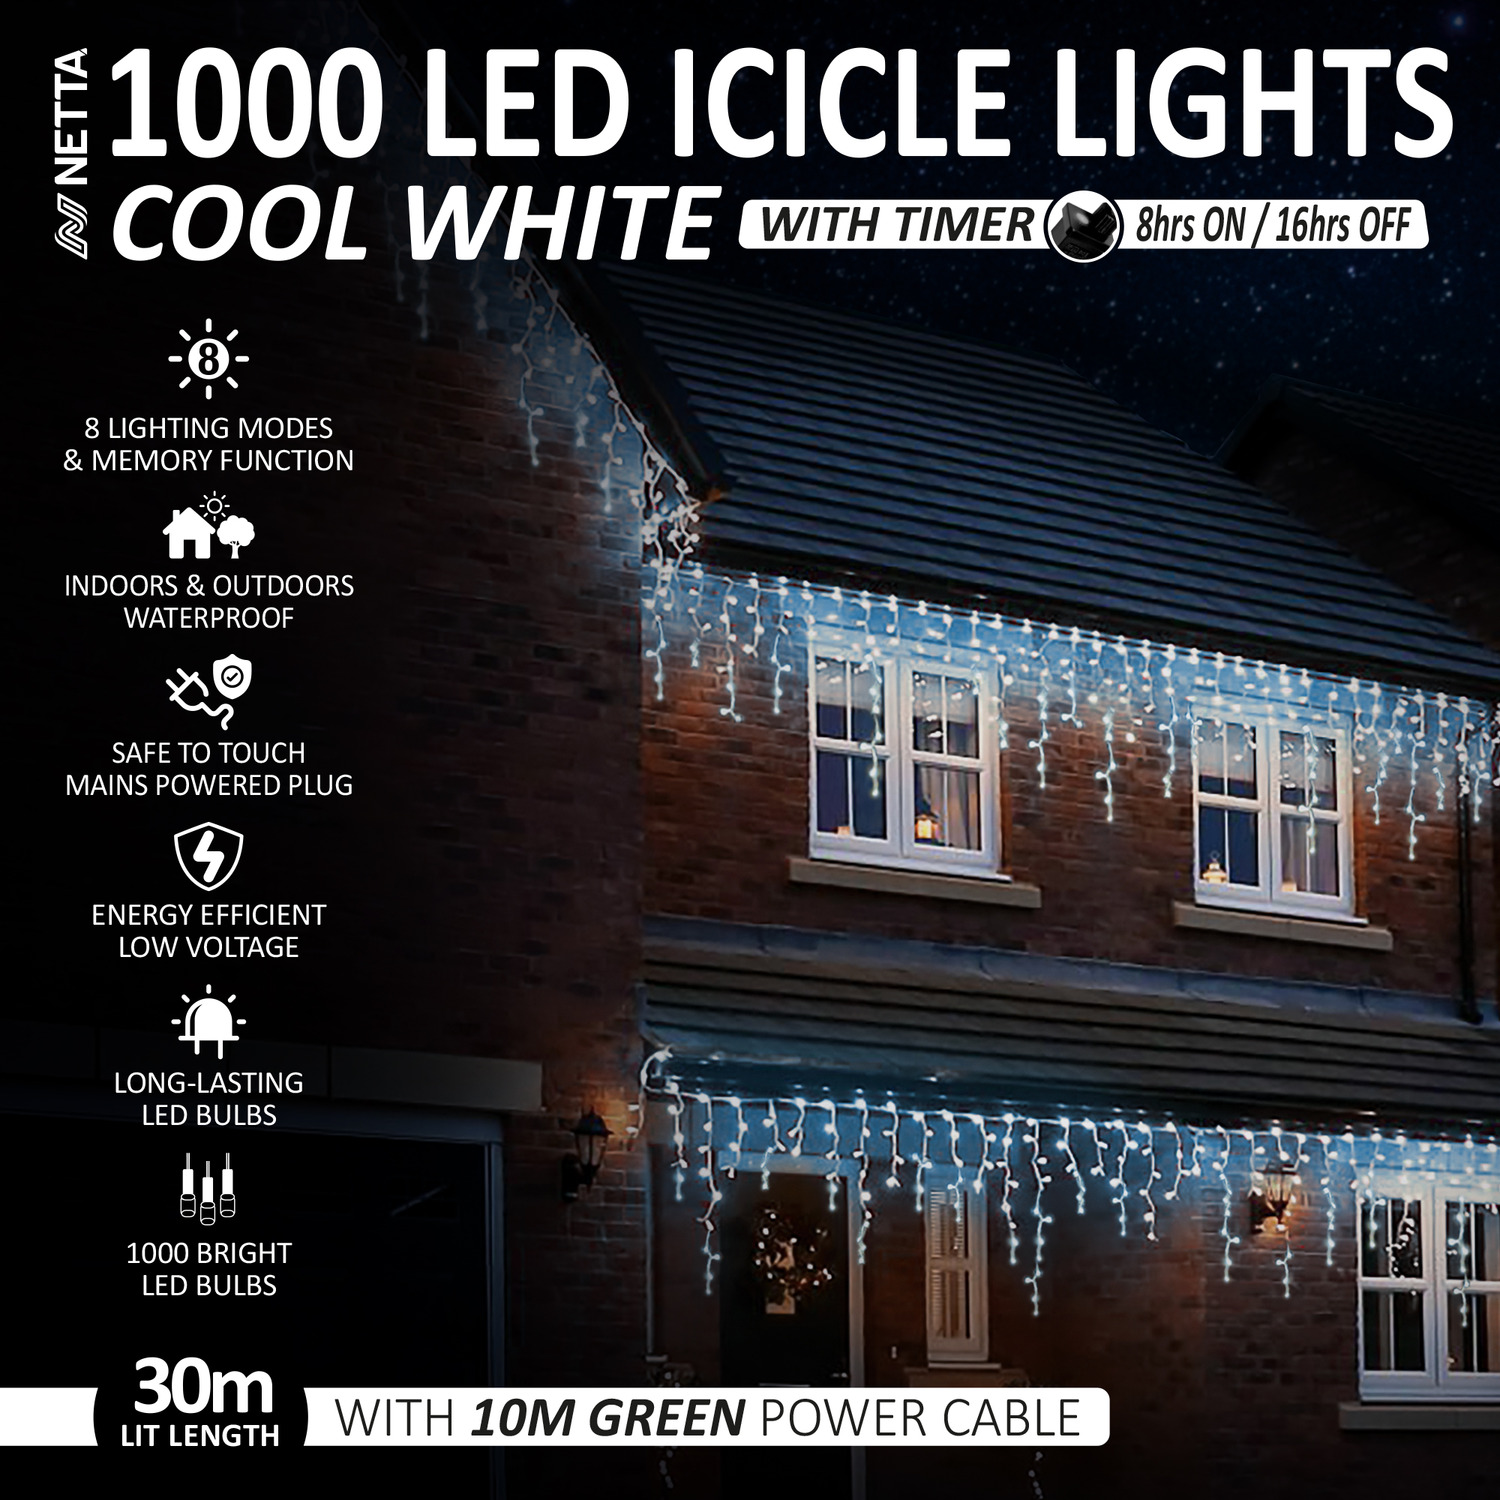 NETTA
1000 LED ICICLE LIGHTS
COOL WHITE
WITH TIMER 8hrs ON / 16hrs OFF
8
8 LIGHTING MODES
& MEMORY FUNCTION
INDOORS & OUTDOORS
WATERPROOF
SAFE TO TOUCH
MAINS POWERED PLUG
ENERGY EFFICIENT
LOW VOLTAGE
LONG-LASTING
LED BULBS
1000 BRIGHT
LED BULBS
30m
LIT LENGTH
WITH 10M GREEN POWER CABLE